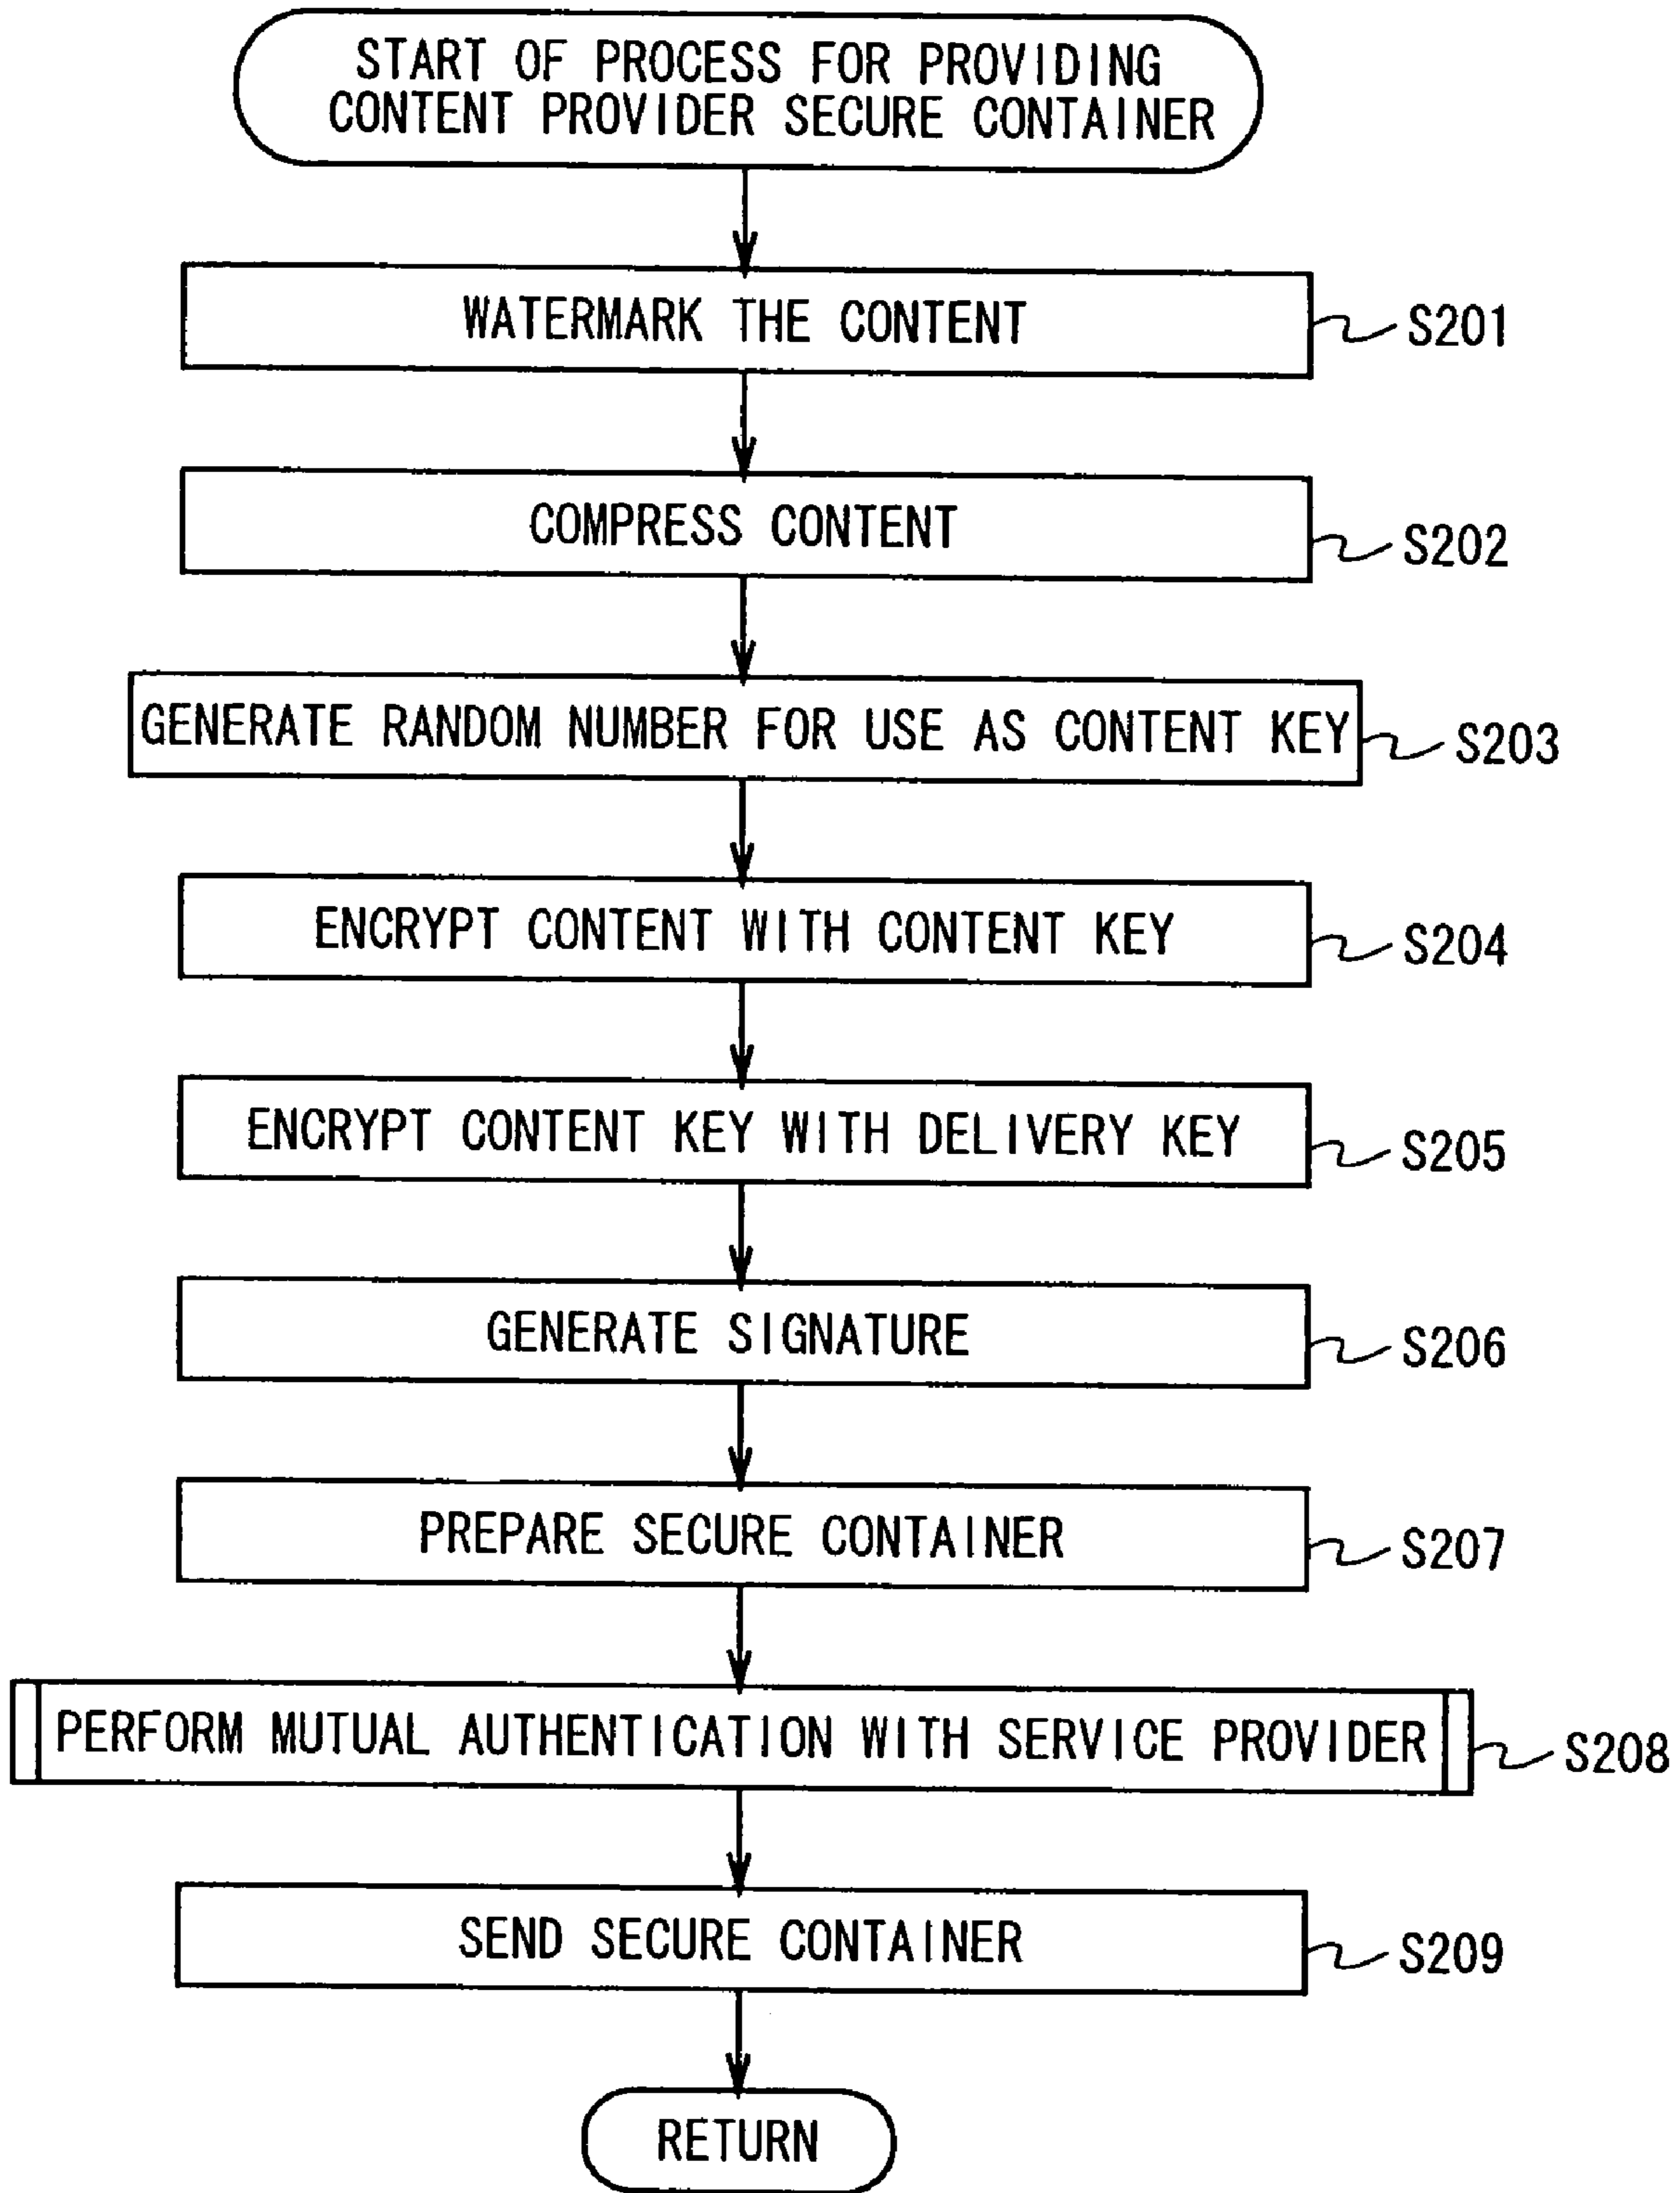 START OF PROCESS FOR PROVIDING
CONTENT PROVIDER SECURE CONTAINER
WATERMARK THE CONTENT
S201
COMPRESS CONTENT
S202
GENERATE RANDOM NUMBER FOR USE AS CONTENT KEY
S203
ENCRYPT CONTENT WITH CONTENT KEY
S204
ENCRYPT CONTENT KEY WITH DELIVERY KEY
S205
GENERATE SIGNATURE
S206
PREPARE SECURE CONTAINER
S207
PERFORM MUTUAL AUTHENTICATION WITH SERVICE PROVIDER
S208
SEND SECURE CONTAINER
S209
RETURN